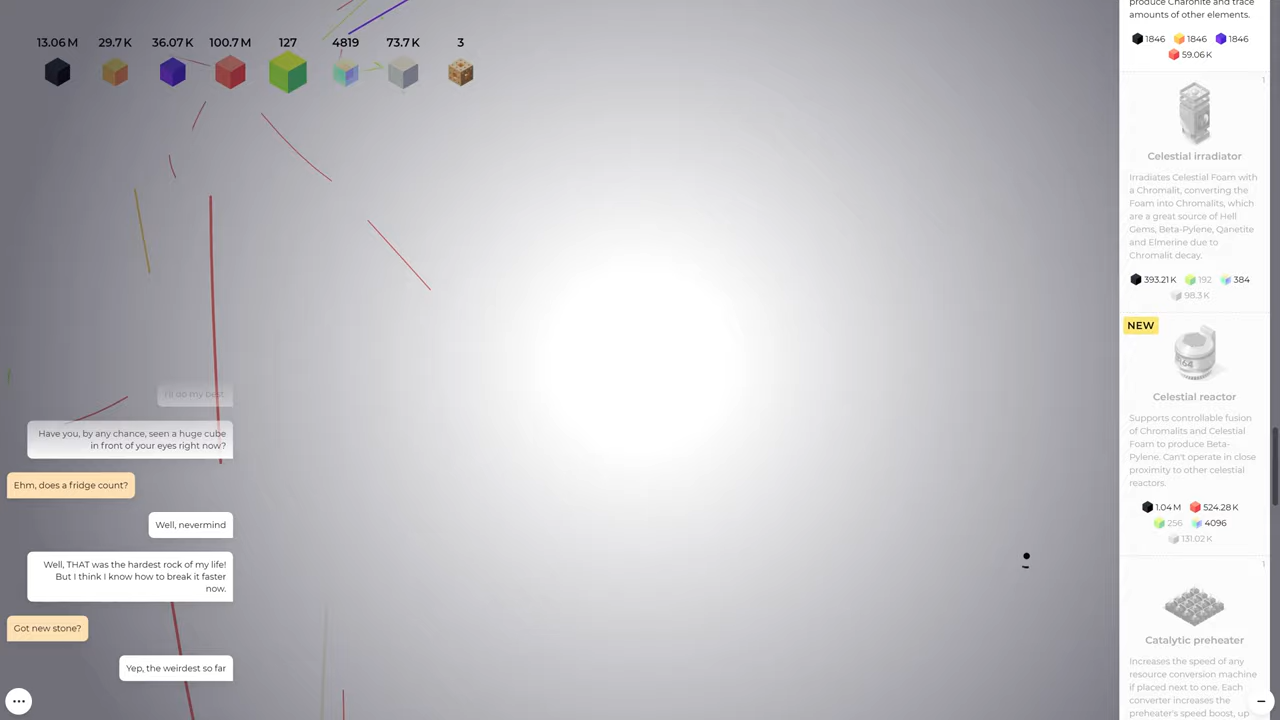 13.06 M 29.7 K 36.07 K 100.7 M 127 4819 73.7 K 3
I'll do my best
Have you, by any chance, seen a huge cube
in front of your eyes right now?
Ehm, does a fridge count?
Well, nevermind
Well, THAT was the hardest rock of my life!
But I think I know how to break it faster
now.
Got new stone?
Yep, the weirdest so far
produce Charonite and trace
amounts of other elements.
1846 1846 1846
59.06 K
1
Celestial irradiator
Irradiates Celestial Foam with
a Chromalit, converting the
Foam into Chromalits, which
are a great source of Hell
Gems, Beta-Pylene, Qanetite
and Elmerine due to
Chromalit decay.
393.21 K 192 384
98.3 K
NEW
Celestial reactor
Supports controllable fusion
of Chromalits and Celestial
Foam to produce Beta-
Pylene. Can't operate in close
proximity to other celestial
reactors.
1.04 M 524.28 K
256 4096
131.02 K
1
Catalytic preheater
Increases the speed of any
resource conversion machine
if placed next to one. Each
converter increases the
preheater's speed boost, up